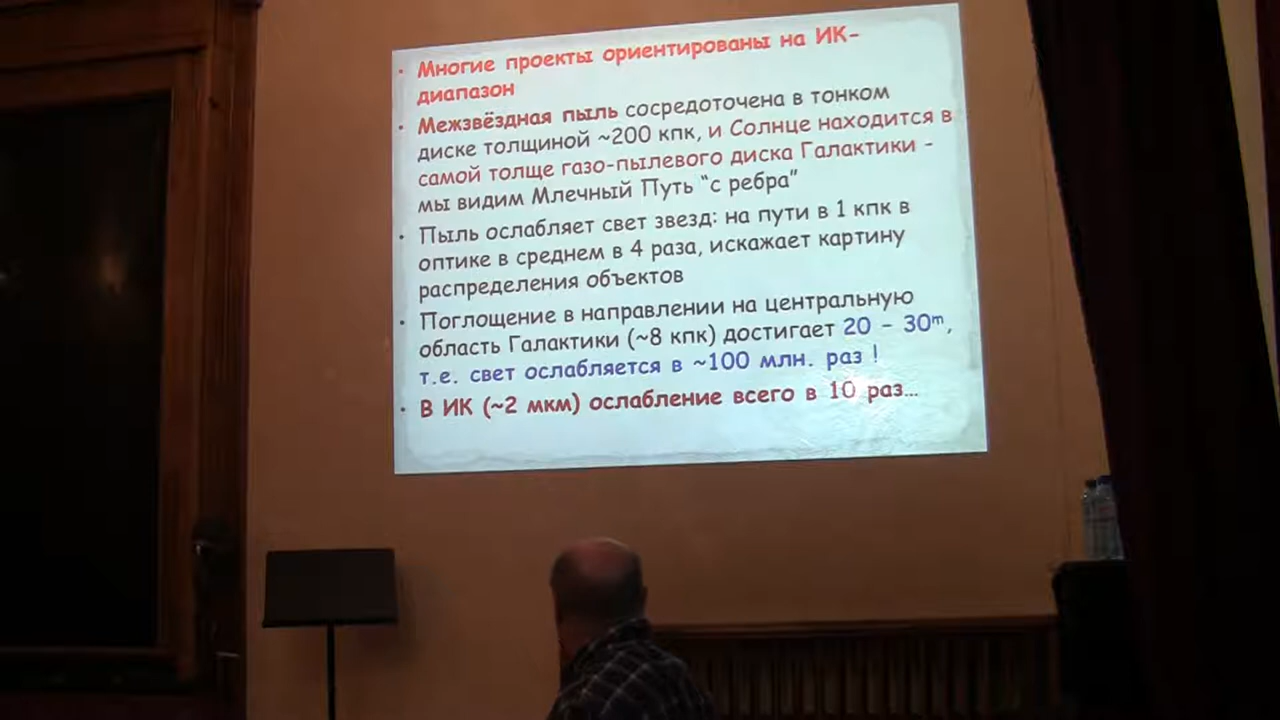 • Многие проекты ориентированы на ИК-
диапазон
• Межзвёздная пыль сосредоточена в тонком
диске толщиной ~200 кпк, и Солнце находится в
самой толще газо-пылевого диска Галактики -
мы видим Млечный Путь “с ребра”
• Пыль ослабляет свет звезд: на пути в 1 кпк в
оптике в среднем в 4 раза, искажает картину
распределения объектов
• Поглощение в направлении на центральную
область Галактики (~8 кпк) достигает 20 – 30ᵐ,
т.е. свет ослабляется в ~100 млн. раз !
• В ИК (~2 мкм) ослабление всего в 10 раз…